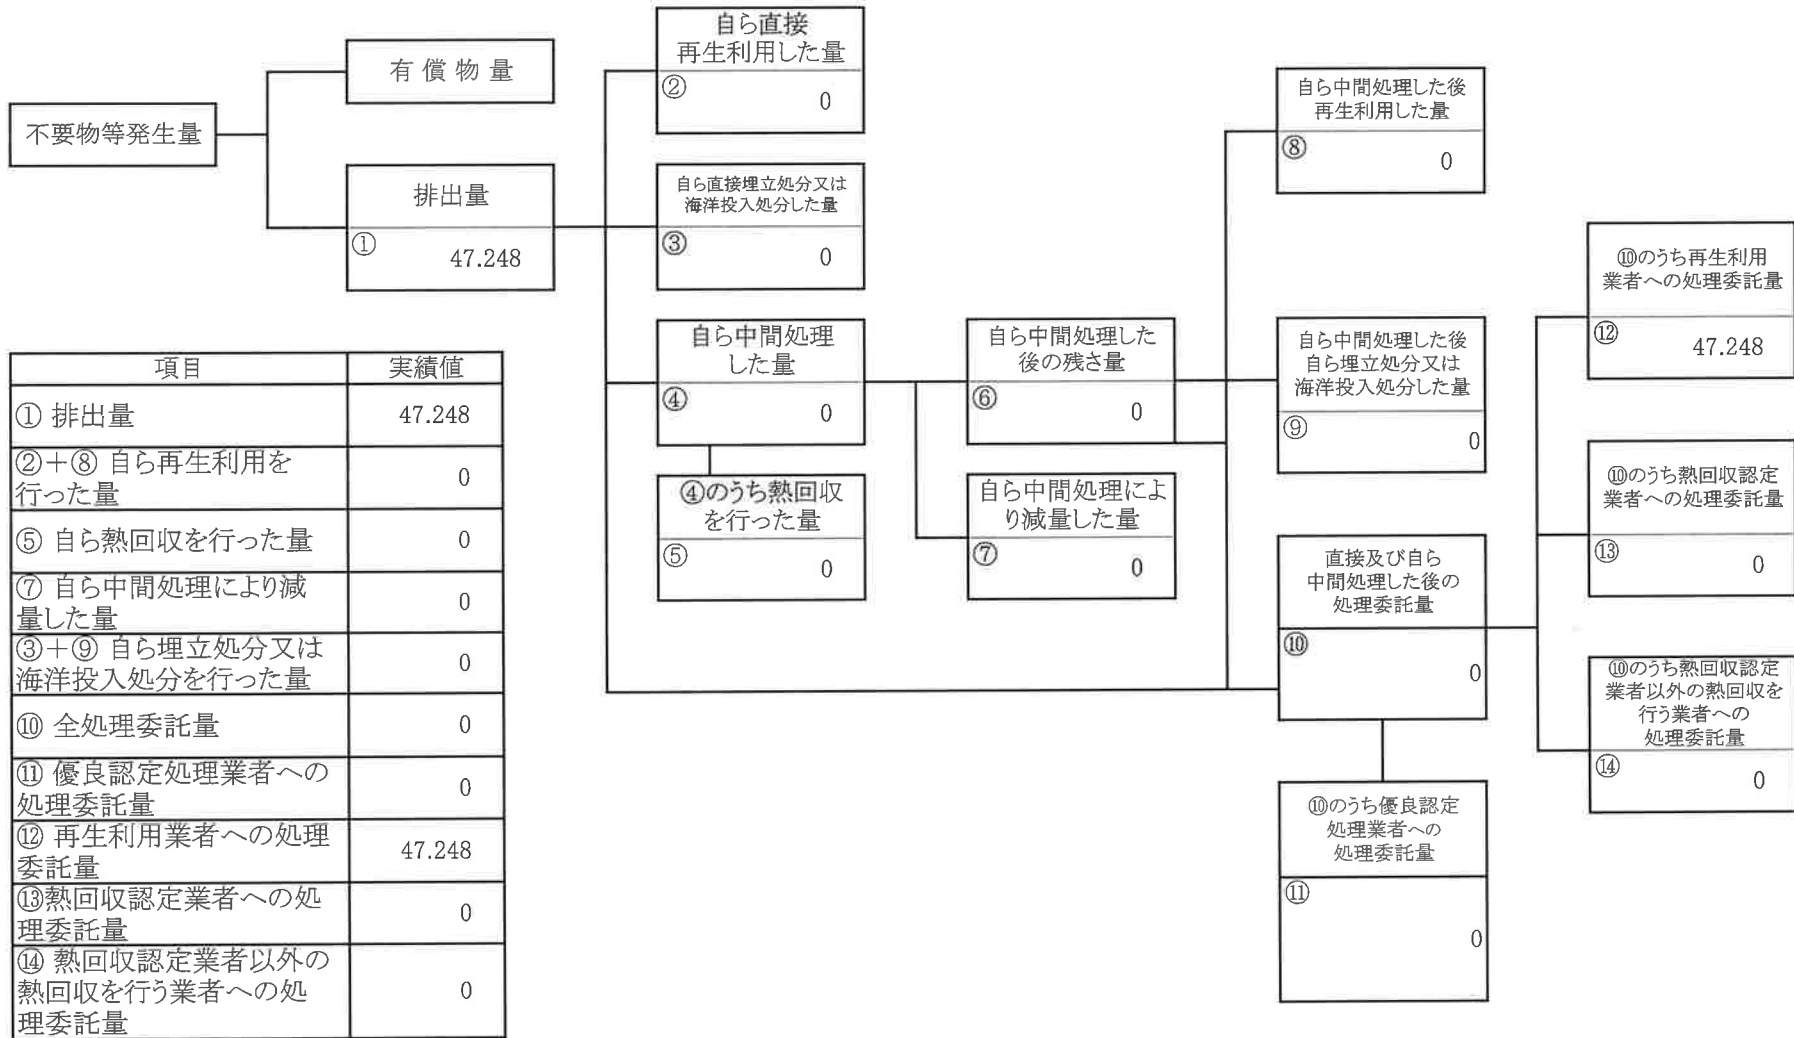 不要物等発生量
有償物量
排出量
①
47.248
自ら直接
再生利用した量
②
0
自ら直接埋立処分又は
海洋投入処分した量
③
0
自ら中間処理
した量
④
0
④のうち熱回収
を行った量
⑤
0
自ら中間処理した
後の残さ量
⑥
0
自ら中間処理によ
り減量した量
⑦
0
自ら中間処理した後
再生利用した量
⑧
0
自ら中間処理した後
自ら埋立処分又は
海洋投入処分した量
⑨
0
直接及び自ら
中間処理した後の
処理委託量
⑩
0
⑩のうち優良認定
処理業者への
処理委託量
⑪
0
⑩のうち再生利用
業者への処理委託量
⑫
47.248
⑩のうち熱回収認定
業者への処理委託量
⑬
0
⑩のうち熱回収認定
業者以外の熱回収を
行う業者への
処理委託量
⑭
0
項目 実績値
① 排出量 47.248
②+⑧ 自ら再生利用を
行った量 0
⑤ 自ら熱回収を行った量 0
⑦ 自ら中間処理により減
量した量 0
③+⑨ 自ら埋立処分又は
海洋投入処分を行った量 0
⑩ 全処理委託量 0
⑪ 優良認定処理業者への
処理委託量 0
⑫ 再生利用業者への処理
委託量 47.248
⑬熱回収認定業者への処
理委託量 0
⑭ 熱回収認定業者以外の
熱回収を行う業者への処
理委託量 0